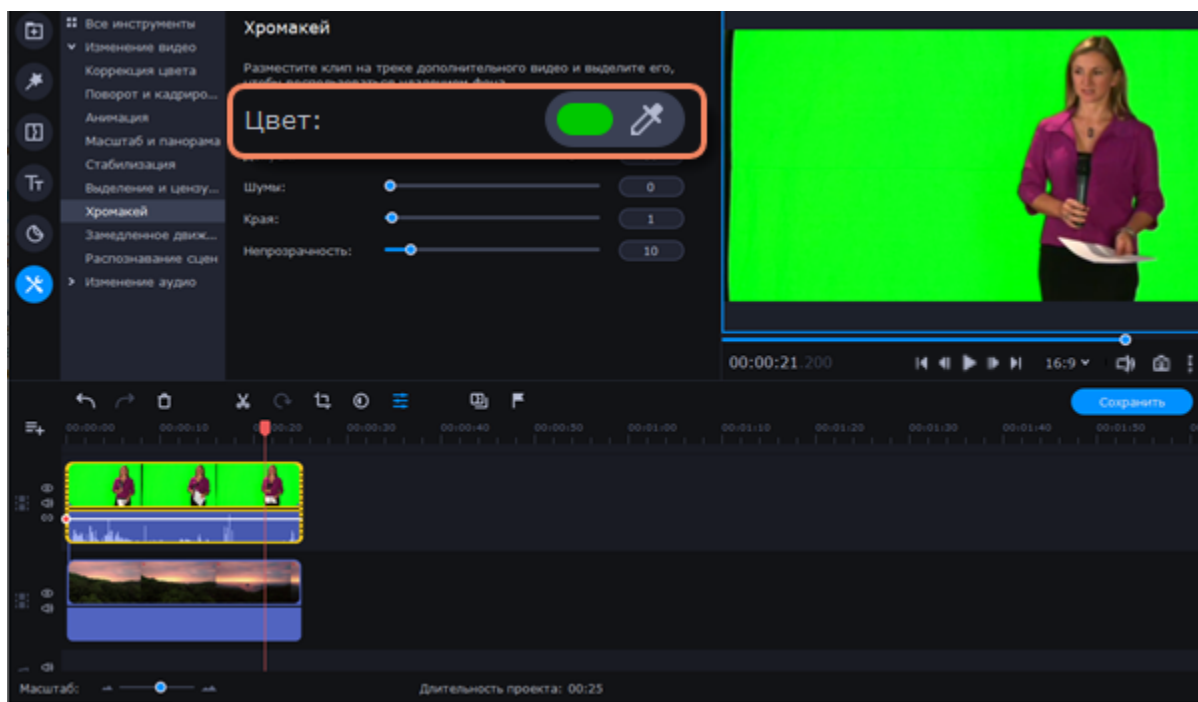 Все инструменты
Изменение видео
Коррекция цвета
Поворот и кадриро...
Анимация
Масштаб и панорама
Стабилизация
Выделение и цензу...
Хромакей
Замедленное движ...
Распознавание сцен
Изменение аудио
Хромакей
Разместите клип на треке дополнительного видео и выделите его,
Цвет:
Шумы:
0
Края:
1
Непрозрачность:
10
00:00:21.200
16:9
Сохранить
00:00:00 00:00:10 00:20 00:00:30 00:00:40 00:00:50 00:01:00 00:01:10 00:01:20 00:01:30 00:01:40 00:01:50
Масштаб:
Длительность проекта: 00:25